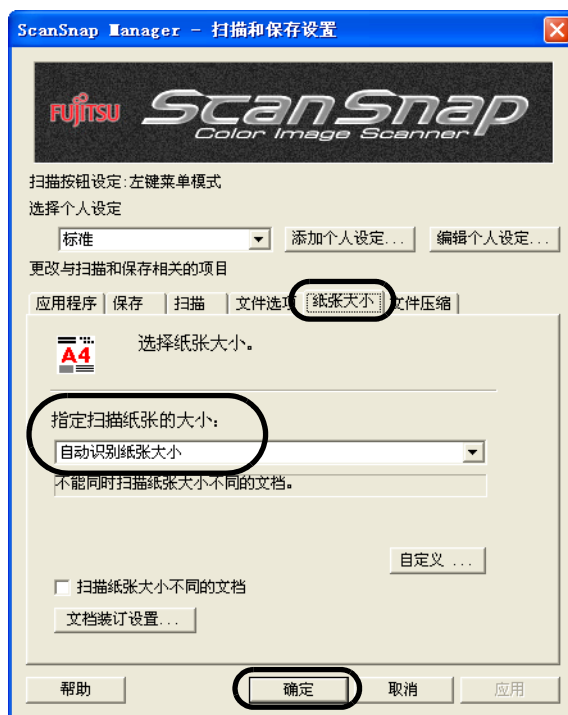 ScanSnap Manager - 扫描和保存设置
FUJITSU ScanSnap
Color Image Scanner
扫描按钮设定:左键菜单模式
选择个人设定
标准 添加个人设定... 编辑个人设定...
更改与扫描和保存相关的项目
应用程序 保存 扫描 文件选项 纸张大小 文件压缩
A4 选择纸张大小。
指定扫描纸张的大小:
自动识别纸张大小
不能同时扫描纸张大小不同的文档。
自定义 ...
扫描纸张大小不同的文档
文档装订设置...
帮助 确定 取消 应用